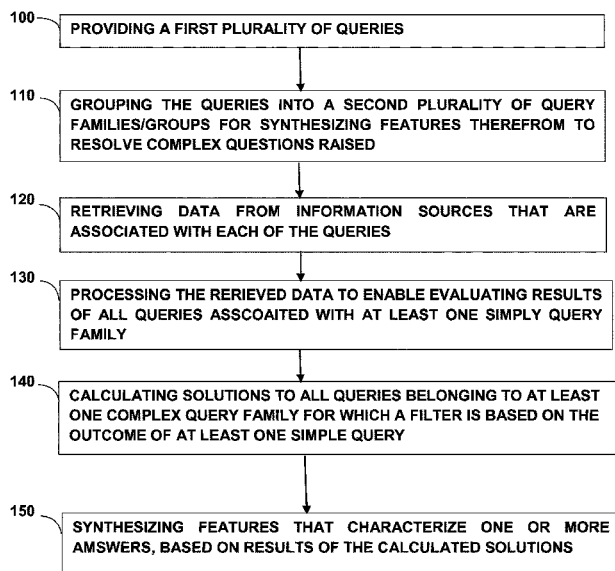 100
PROVIDING A FIRST PLURALITY OF QUERIES
110
GROUPING THE QUERIES INTO A SECOND PLURALITY OF QUERY
FAMILIES/GROUPS FOR SYNTHESIZING FEATURES THEREFROM TO
RESOLVE COMPLEX QUESTIONS RAISED
120
RETRIEVING DATA FROM INFORMATION SOURCES THAT ARE
ASSOCIATED WITH EACH OF THE QUERIES
130
PROCESSING THE RERIEVED DATA TO ENABLE EVALUATING RESULTS
OF ALL QUERIES ASSCOAITED WITH AT LEAST ONE SIMPLY QUERY
FAMILY
140
CALCULATING SOLUTIONS TO ALL QUERIES BELONGING TO AT LEAST
ONE COMPLEX QUERY FAMILY FOR WHICH A FILTER IS BASED ON THE
OUTCOME OF AT LEAST ONE SIMPLE QUERY
150
SYNTHESIZING FEATURES THAT CHARACTERIZE ONE OR MORE
AMSWERS, BASED ON RESULTS OF THE CALCULATED SOLUTIONS